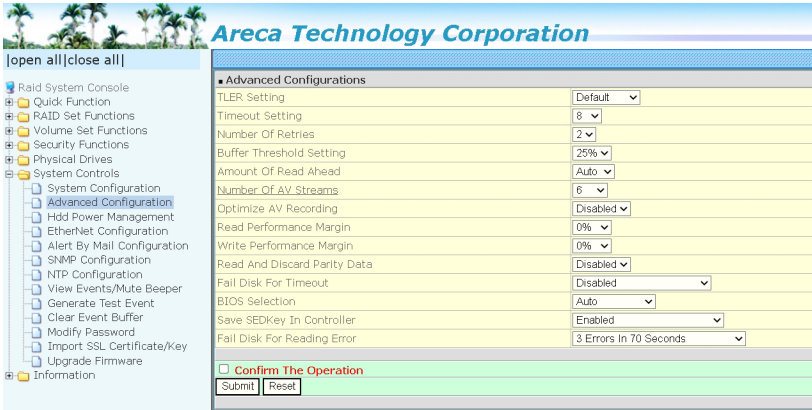 Areca Technology Corporation
|open all|close all|
Raid System Console
Quick Function
RAID Set Functions
Volume Set Functions
Security Functions
Physical Drives
System Controls
System Configuration
Advanced Configuration
Hdd Power Management
EtherNet Configuration
Alert By Mail Configuration
SNMP Configuration
NTP Configuration
View Events/Mute Beeper
Generate Test Event
Clear Event Buffer
Modify Password
Import SSL Certificate/Key
Upgrade Firmware
Information
Advanced Configurations
TLER Setting Default
Timeout Setting 8
Number Of Retries 2
Buffer Threshold Setting 25%
Amount Of Read Ahead Auto
Number Of AV Streams 6
Optimize AV Recording Disabled
Read Performance Margin 0%
Write Performance Margin 0%
Read And Discard Parity Data Disabled
Fail Disk For Timeout Disabled
BIOS Selection Auto
Save SEDKey In Controller Enabled
Fail Disk For Reading Error 3 Errors In 70 Seconds
Confirm The Operation
Submit Reset